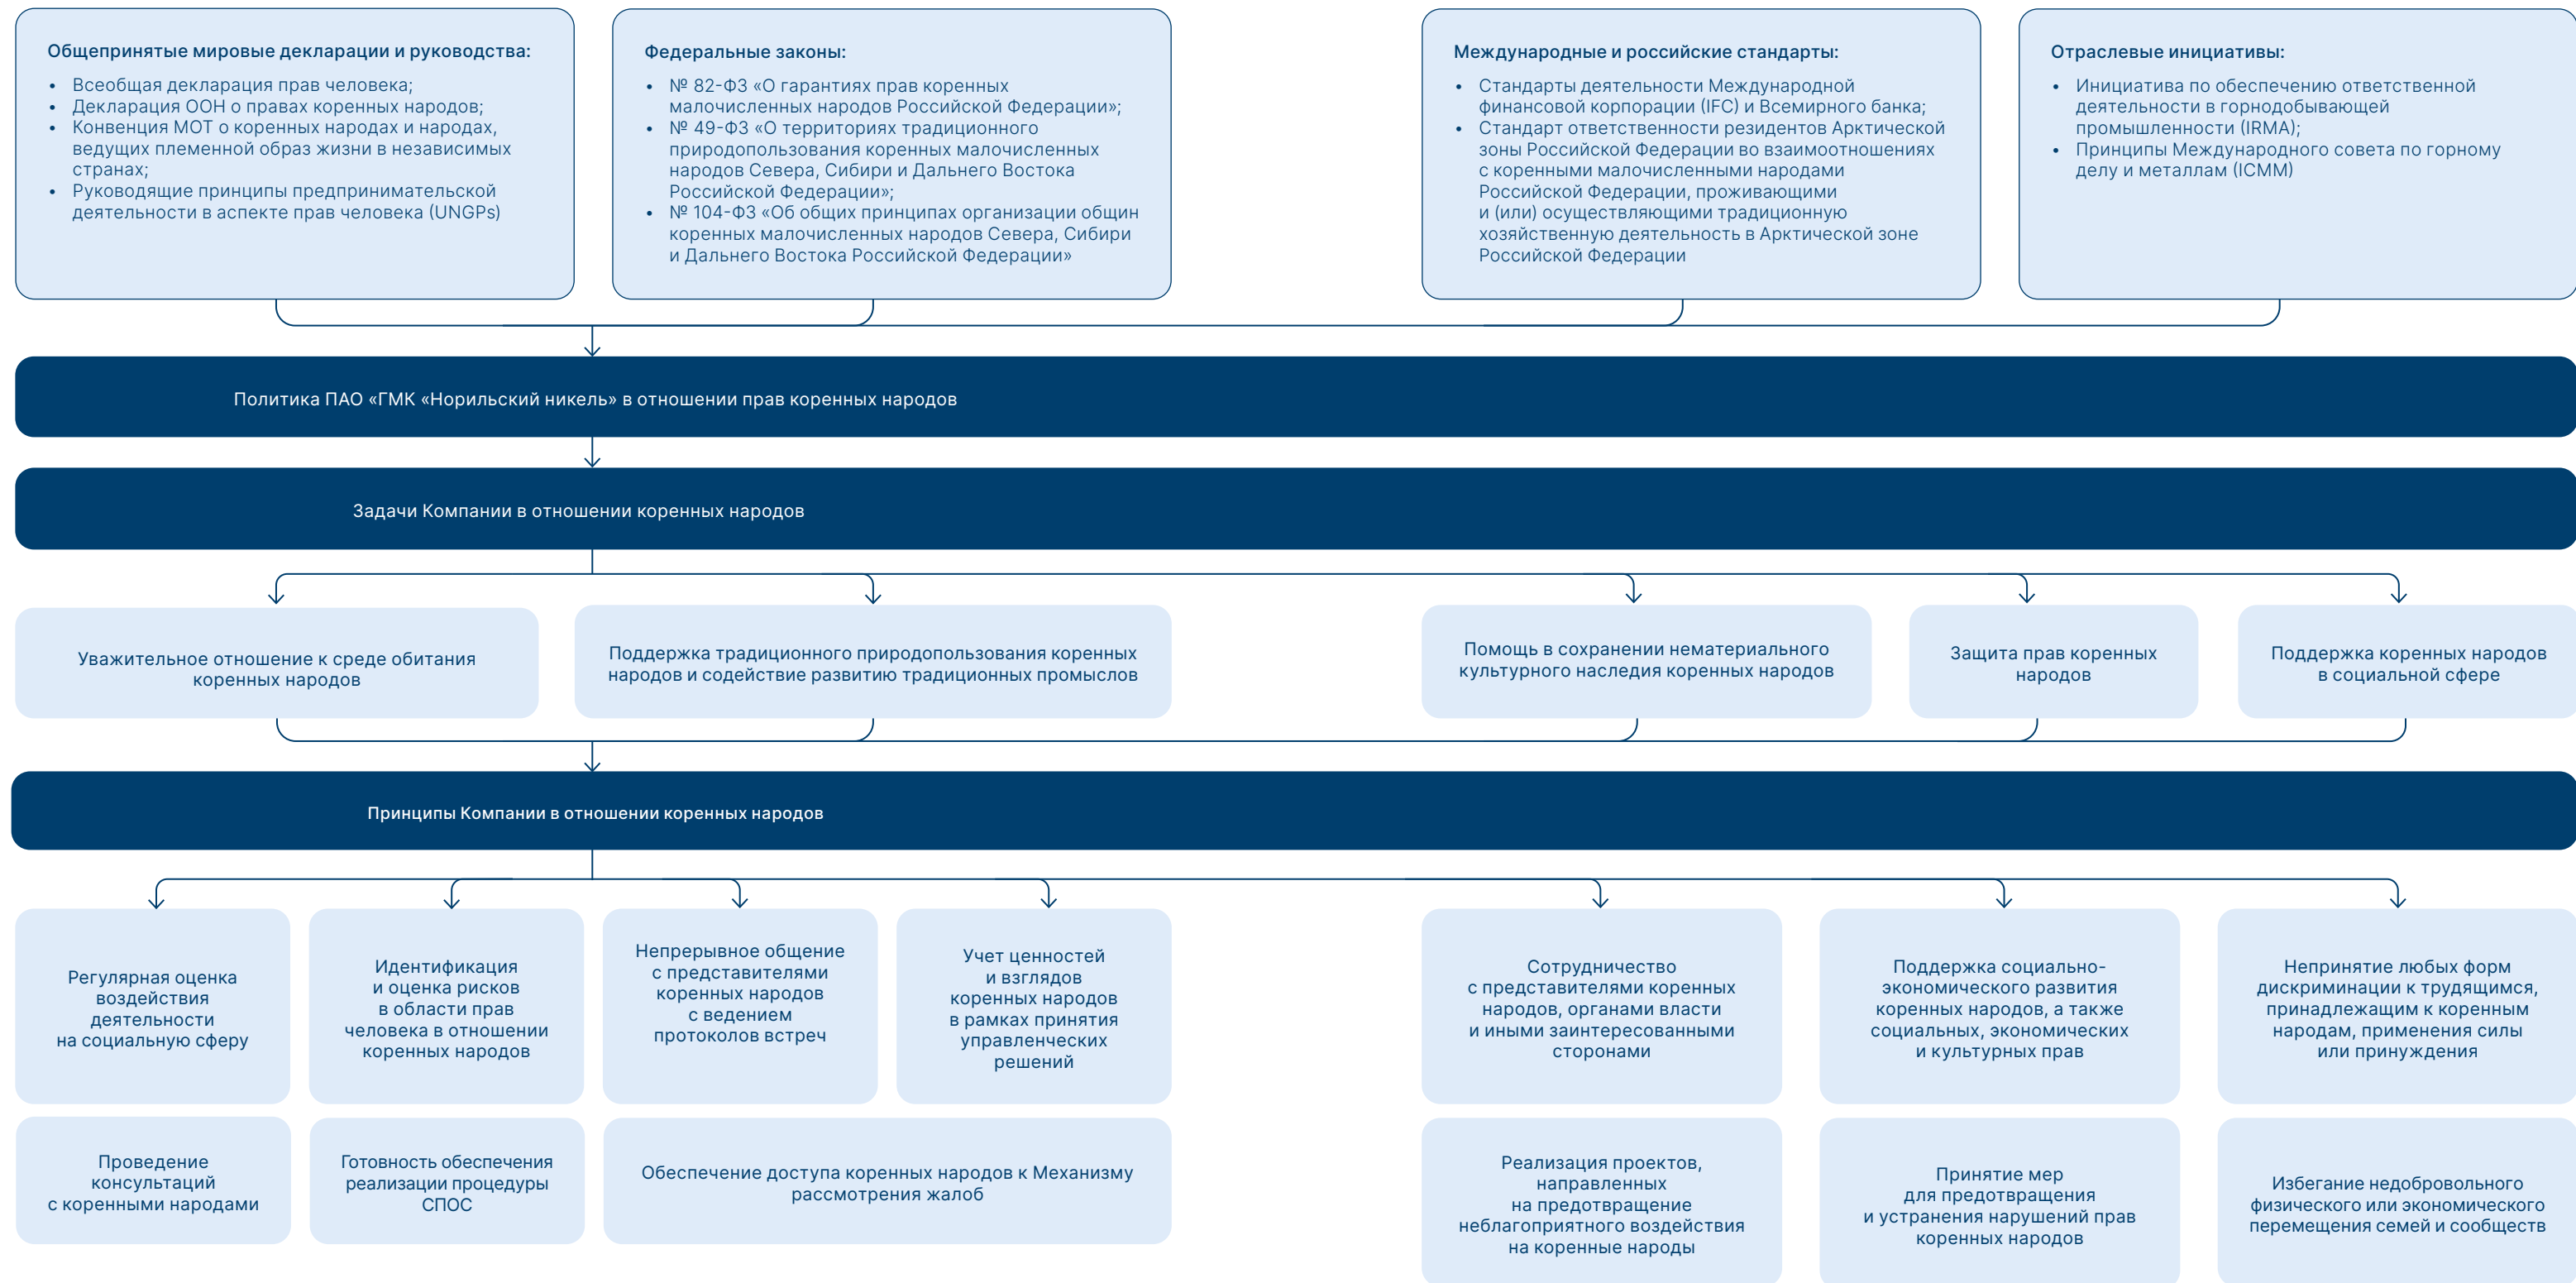 Общепринятые мировые декларации и руководства:
• Всеобщая декларация прав человека;
• Декларация ООН о правах коренных народов;
• Конвенция МОТ о коренных народах и народах,
ведущих племенной образ жизни в независимых
странах;
• Руководящие принципы предпринимательской
деятельности в аспекте прав человека (UNGPs)
Федеральные законы:
• № 82-ФЗ «О гарантиях прав коренных
малочисленных народов Российской Федерации»;
• № 49-ФЗ «О территориях традиционного
природопользования коренных малочисленных
народов Севера, Сибири и Дальнего Востока
Российской Федерации»;
• № 104-ФЗ «Об общих принципах организации общин
коренных малочисленных народов Севера, Сибири
и Дальнего Востока Российской Федерации»
Международные и российские стандарты:
• Стандарты деятельности Международной
финансовой корпорации (IFC) и Всемирного банка;
• Стандарт ответственности резидентов Арктической
зоны Российской Федерации во взаимоотношениях
с коренными малочисленными народами
Российской Федерации, проживающими
и (или) осуществляющими традиционную
хозяйственную деятельность в Арктической зоне
Российской Федерации
Отраслевые инициативы:
• Инициатива по обеспечению ответственной
деятельности в горнодобывающей
промышленности (IRMA);
• Принципы Международного совета по горному
делу и металлам (ICMM)
Политика ПАО «ГМК «Норильский никель» в отношении прав коренных народов
Задачи Компании в отношении коренных народов
Уважительное отношение к среде обитания
коренных народов
Поддержка традиционного природопользования коренных
народов и содействие развитию традиционных промыслов
Помощь в сохранении нематериального
культурного наследия коренных народов
Защита прав коренных
народов
Поддержка коренных народов
в социальной сфере
Принципы Компании в отношении коренных народов
Регулярная оценка
воздействия
деятельности
на социальную сферу
Идентификация
и оценка рисков
в области прав
человека в отношении
коренных народов
Непрерывное общение
с представителями
коренных народов
с ведением
протоколов встреч
Учет ценностей
и взглядов
коренных народов
в рамках принятия
управленческих
решений
Сотрудничество
с представителями коренных
народов, органами власти
и иными заинтересованными
сторонами
Поддержка социально-
экономического развития
коренных народов, а также
социальных, экономических
и культурных прав
Непринятие любых форм
дискриминации к трудящимся,
принадлежащим к коренным
народам, применения силы
или принуждения
Проведение
консультаций
с коренными народами
Готовность обеспечения
реализации процедуры
СПОС
Обеспечение доступа коренных народов к Механизму
рассмотрения жалоб
Реализация проектов,
направленных
на предотвращение
неблагоприятного воздействия
на коренные народы
Принятие мер
для предотвращения
и устранения нарушений прав
коренных народов
Избегание недобровольного
физического или экономического
перемещения семей и сообществ